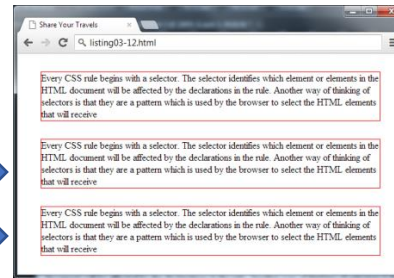 Share Your Travels
listing03-12.html
Every CSS rule begins with a selector. The selector identifies which element or elements in the
HTML document will be affected by the declarations in the rule. Another way of thinking of
selectors is that they are a pattern which is used by the browser to select the HTML elements
that will receive
Every CSS rule begins with a selector. The selector identifies which element or elements in the
HTML document will be affected by the declarations in the rule. Another way of thinking of
selectors is that they are a pattern which is used by the browser to select the HTML elements
that will receive
Every CSS rule begins with a selector. The selector identifies which element or elements in the
HTML document will be affected by the declarations in the rule. Another way of thinking of
selectors is that they are a pattern which is used by the browser to select the HTML elements
that will receive